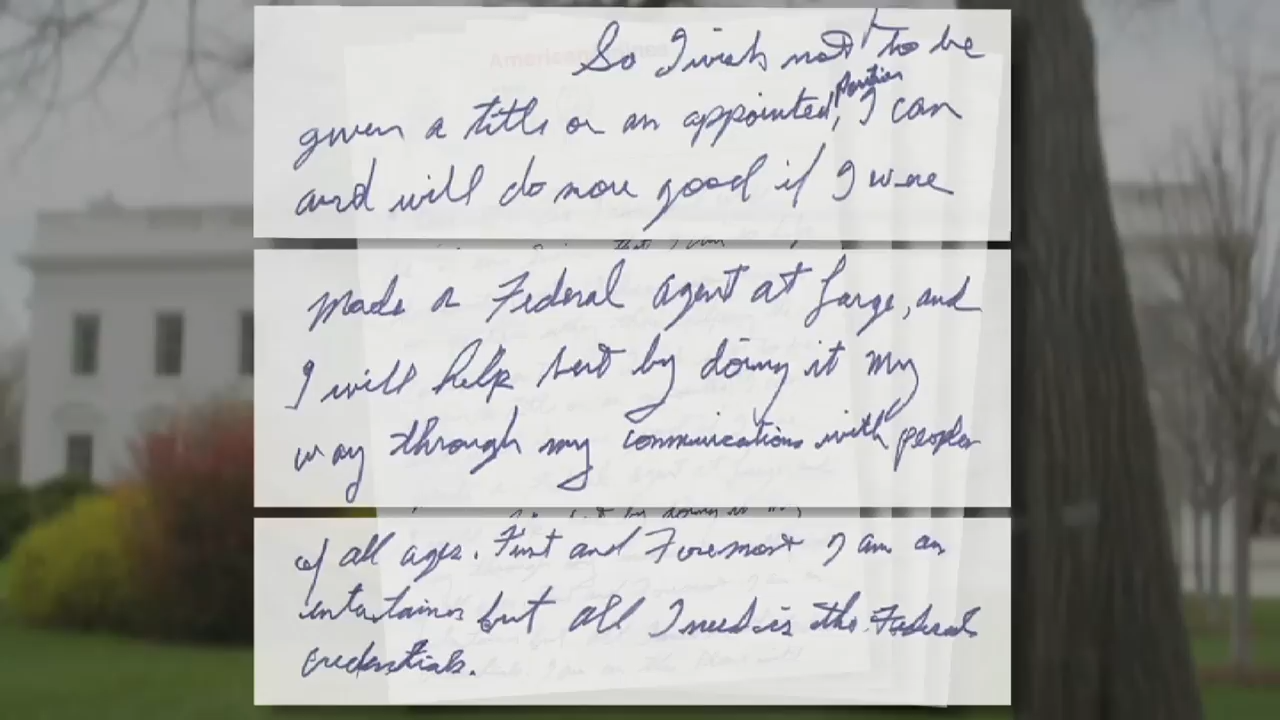 So I wish not to be
given a title or an appointed, position I can
and will do more good if I were
made a Federal Agent at Large, and
I will help best by doing it my
way through my communications with people
of all ages. First and Foremost I am an
entertainer but all I need is the Federal
Credentials.